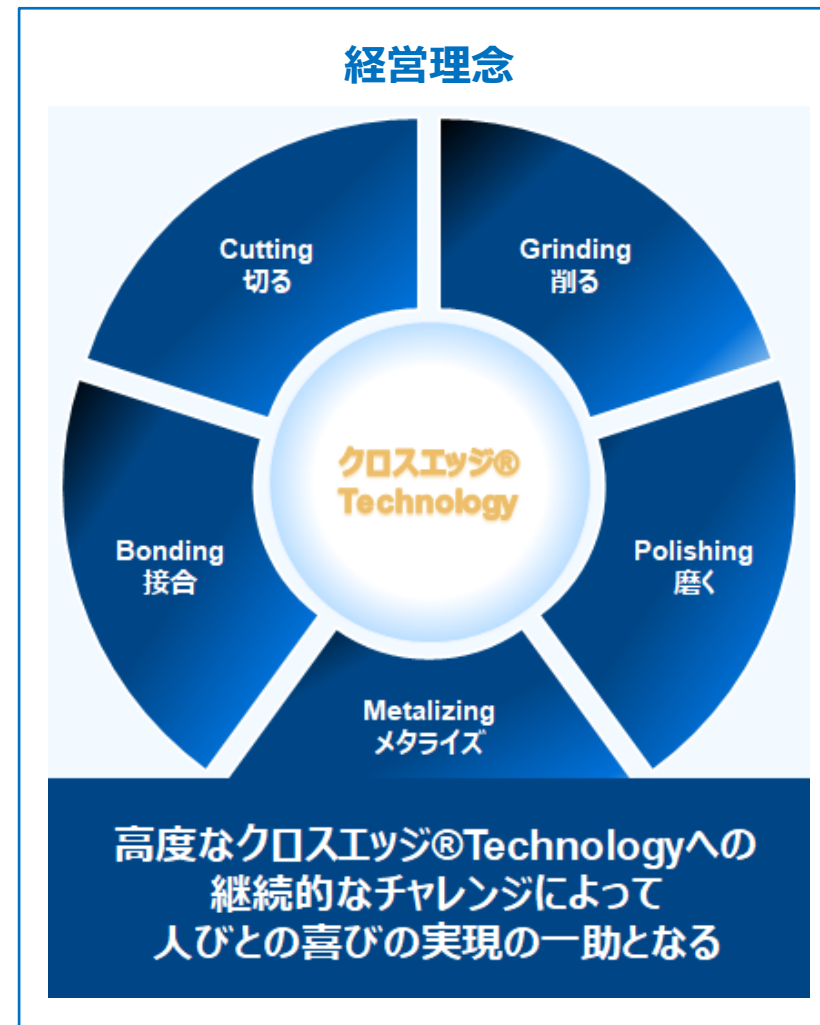 経営理念
Cutting
切る
Grinding
削る
クロスエッジ®
Technology
Bonding
接合
Polishing
磨く
Metalizing
メタライズ
高度なクロスエッジ®Technologyへの
継続的なチャレンジによって
人びとの喜びの実現の一助となる